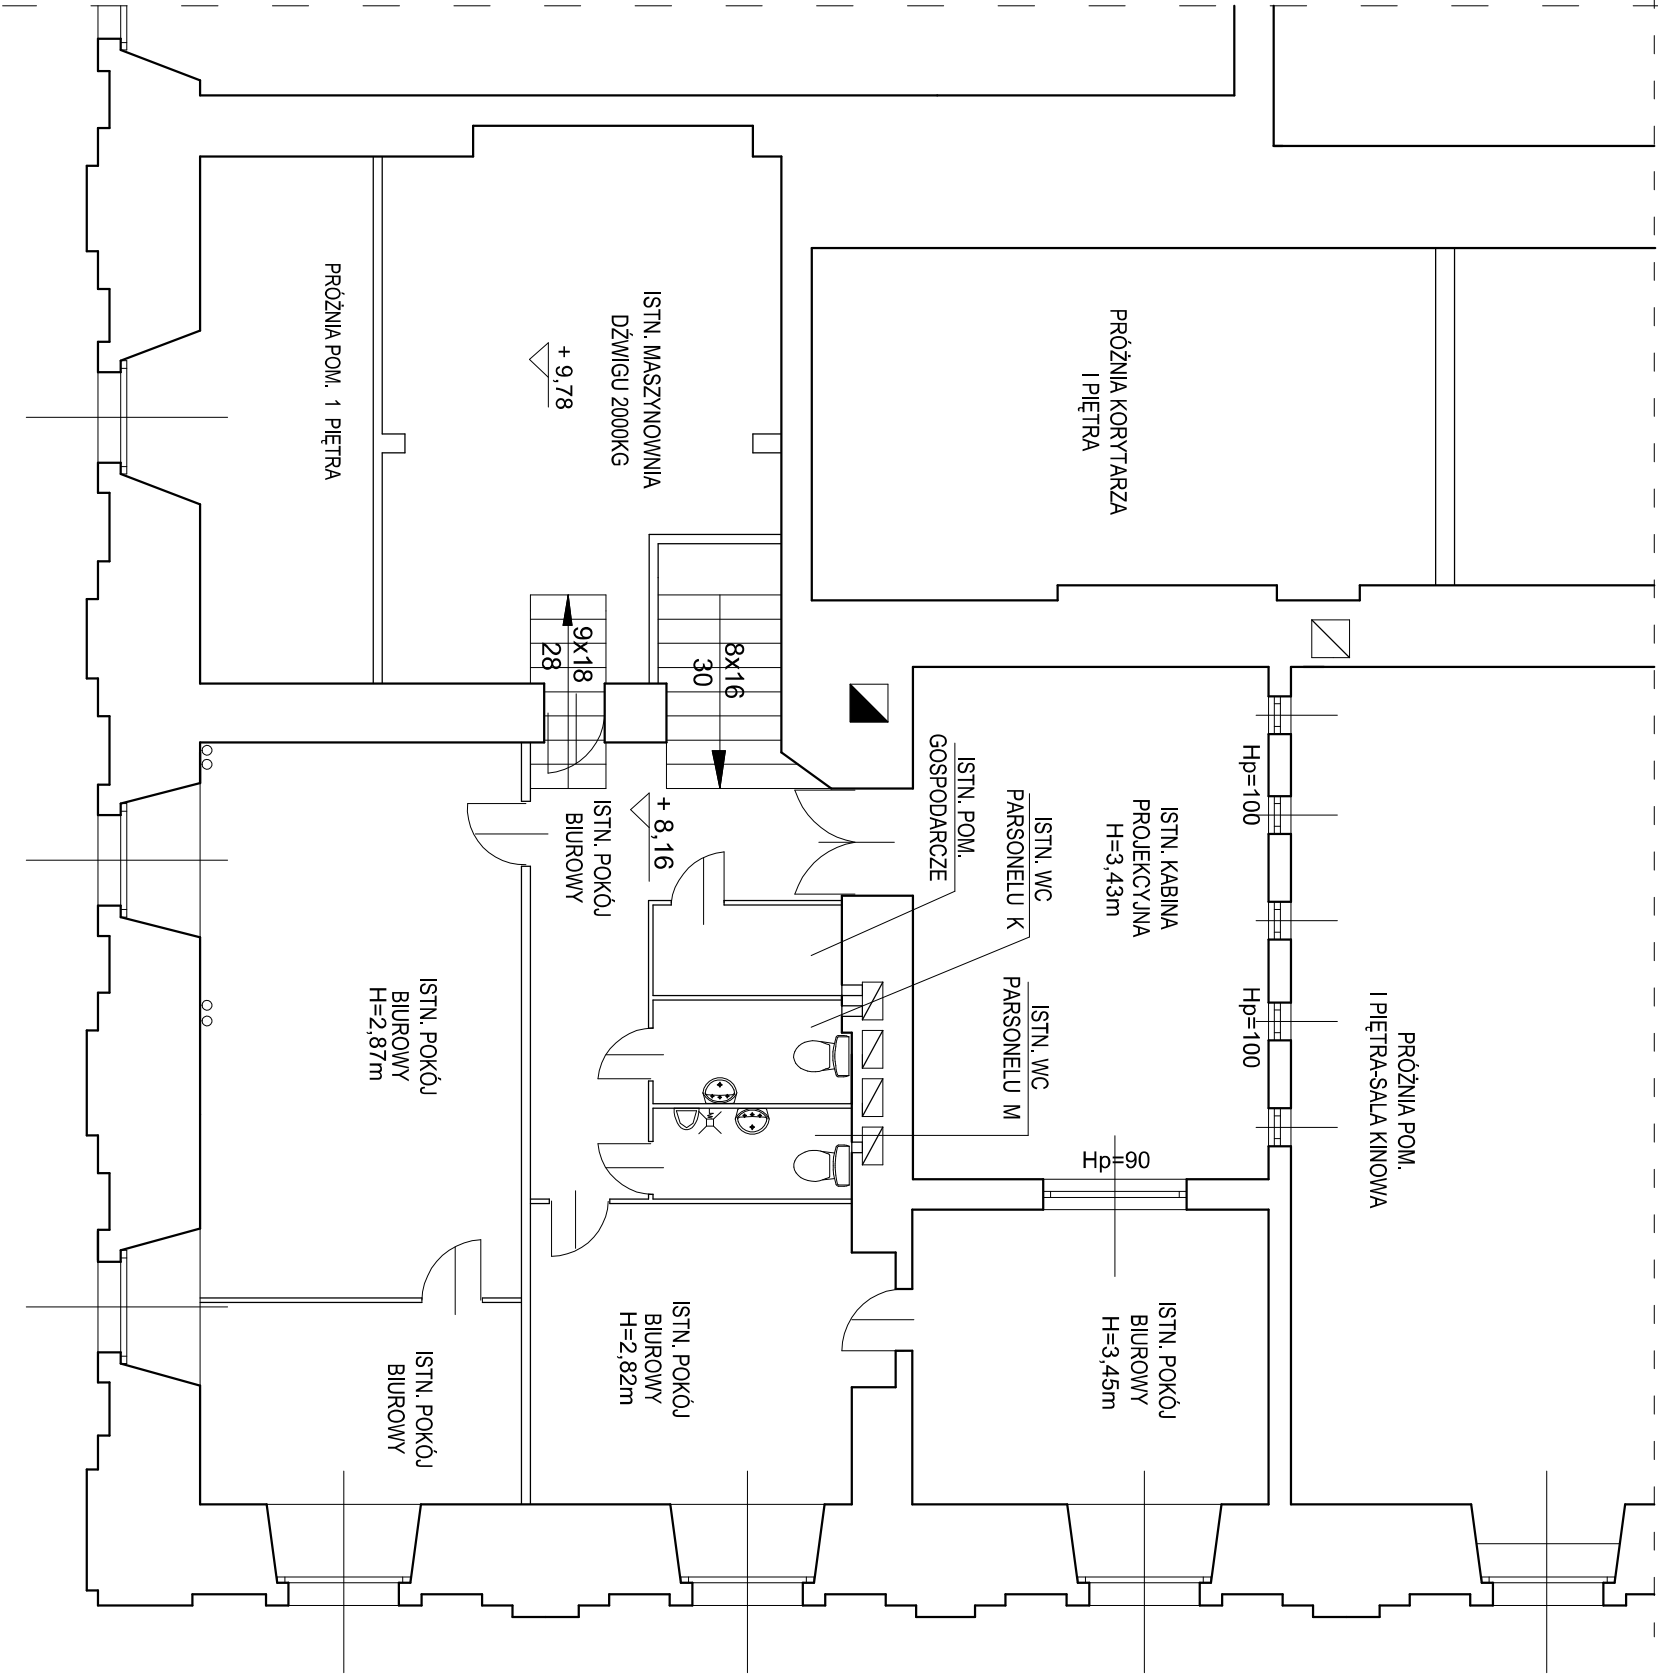 PRÓŻNIA POM. 1 PIĘTRA
ISTN. MASZYNOWNIA
DŹWIGU 2000KG
+ 9,78
PRÓŻNIA KORYTARZA
I PIĘTRA
9x18
28
8x16
30
+ 8,16
ISTN. POKÓJ
BIUROWY
ISTN. POM.
GOSPODARCZE
ISTN. WC
PARSONELU K
ISTN. WC
PARSONELU M
ISTN. KABINA
PROJEKCYJNA
H=3,43m
Hp=100
Hp=100
Hp=90
PRÓŻNIA POM.
I PIĘTRA-SALA KINOWA
ISTN. POKÓJ
BIUROWY
H=2,87m
ISTN. POKÓJ
BIUROWY
ISTN. POKÓJ
BIUROWY
H=2,82m
ISTN. POKÓJ
BIUROWY
H=3,45m